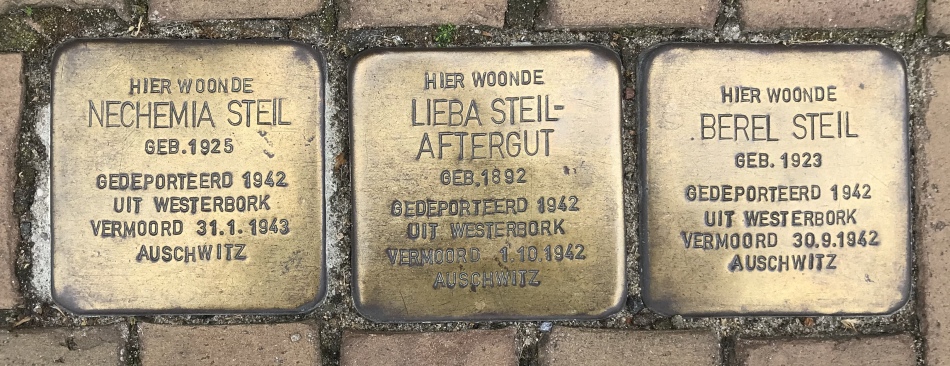 HIER WOONDE
NECHEMIA STEIL
GEB.1925
GEDEPORTEERD 1942
UIT WESTERBORK
VERMOORD 31.1.1943
AUSCHWITZ
HIER WOONDE
LIEBA STEIL-
AFTERGUT
GEB.1892
GEDEPORTEERD 1942
UIT WESTERBORK
VERMOORD 1.10.1942
AUSCHWITZ
HIER WOONDE
BEREL STEIL
GEB.1923
GEDEPORTEERD 1942
UIT WESTERBORK
VERMOORD 30.9.1942
AUSCHWITZ